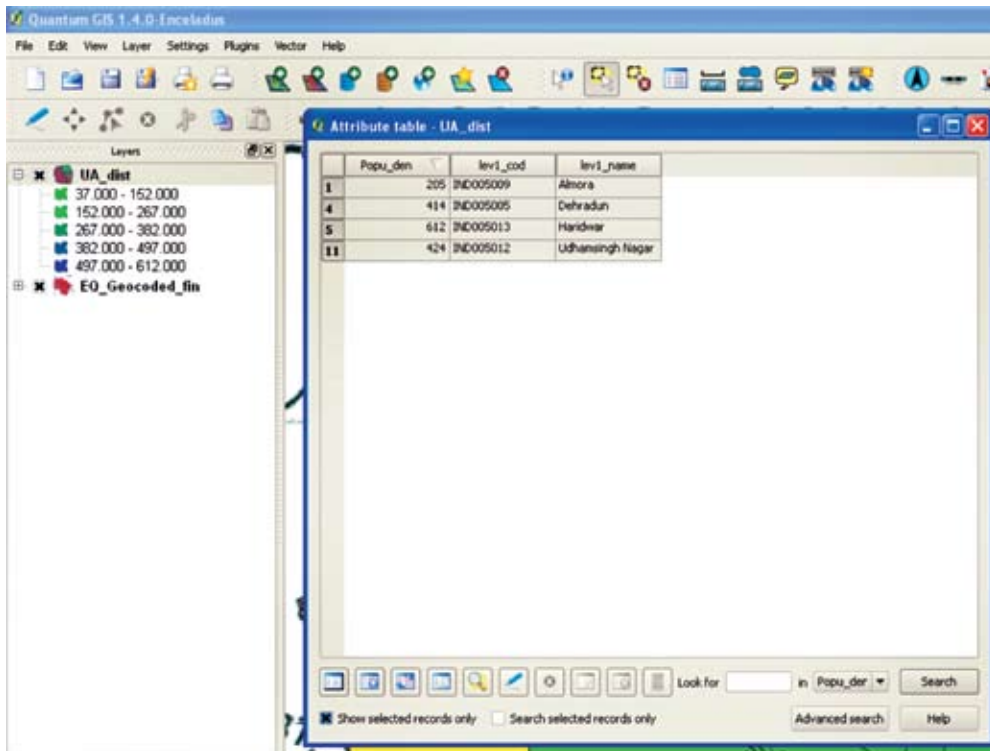 Quantum GIS 1.4.0-Enceladus
File Edit View Layer Settings Plugins Vector Help
Layers
UA_dist
37.000 - 152.000
152.000 - 267.000
267.000 - 382.000
382.000 - 497.000
497.000 - 612.000
EQ_Geocoded_fin
Attribute table - UA_dist
Popu_den lev1_cod lev1_name
1 205 IND005009 Almora
4 414 IND005005 Dehradun
5 612 IND005013 Haridwar
11 424 IND005012 Udhamsingh Nagar
Look for in Popu_der Search
Show selected records only Search selected records only Advanced search Help